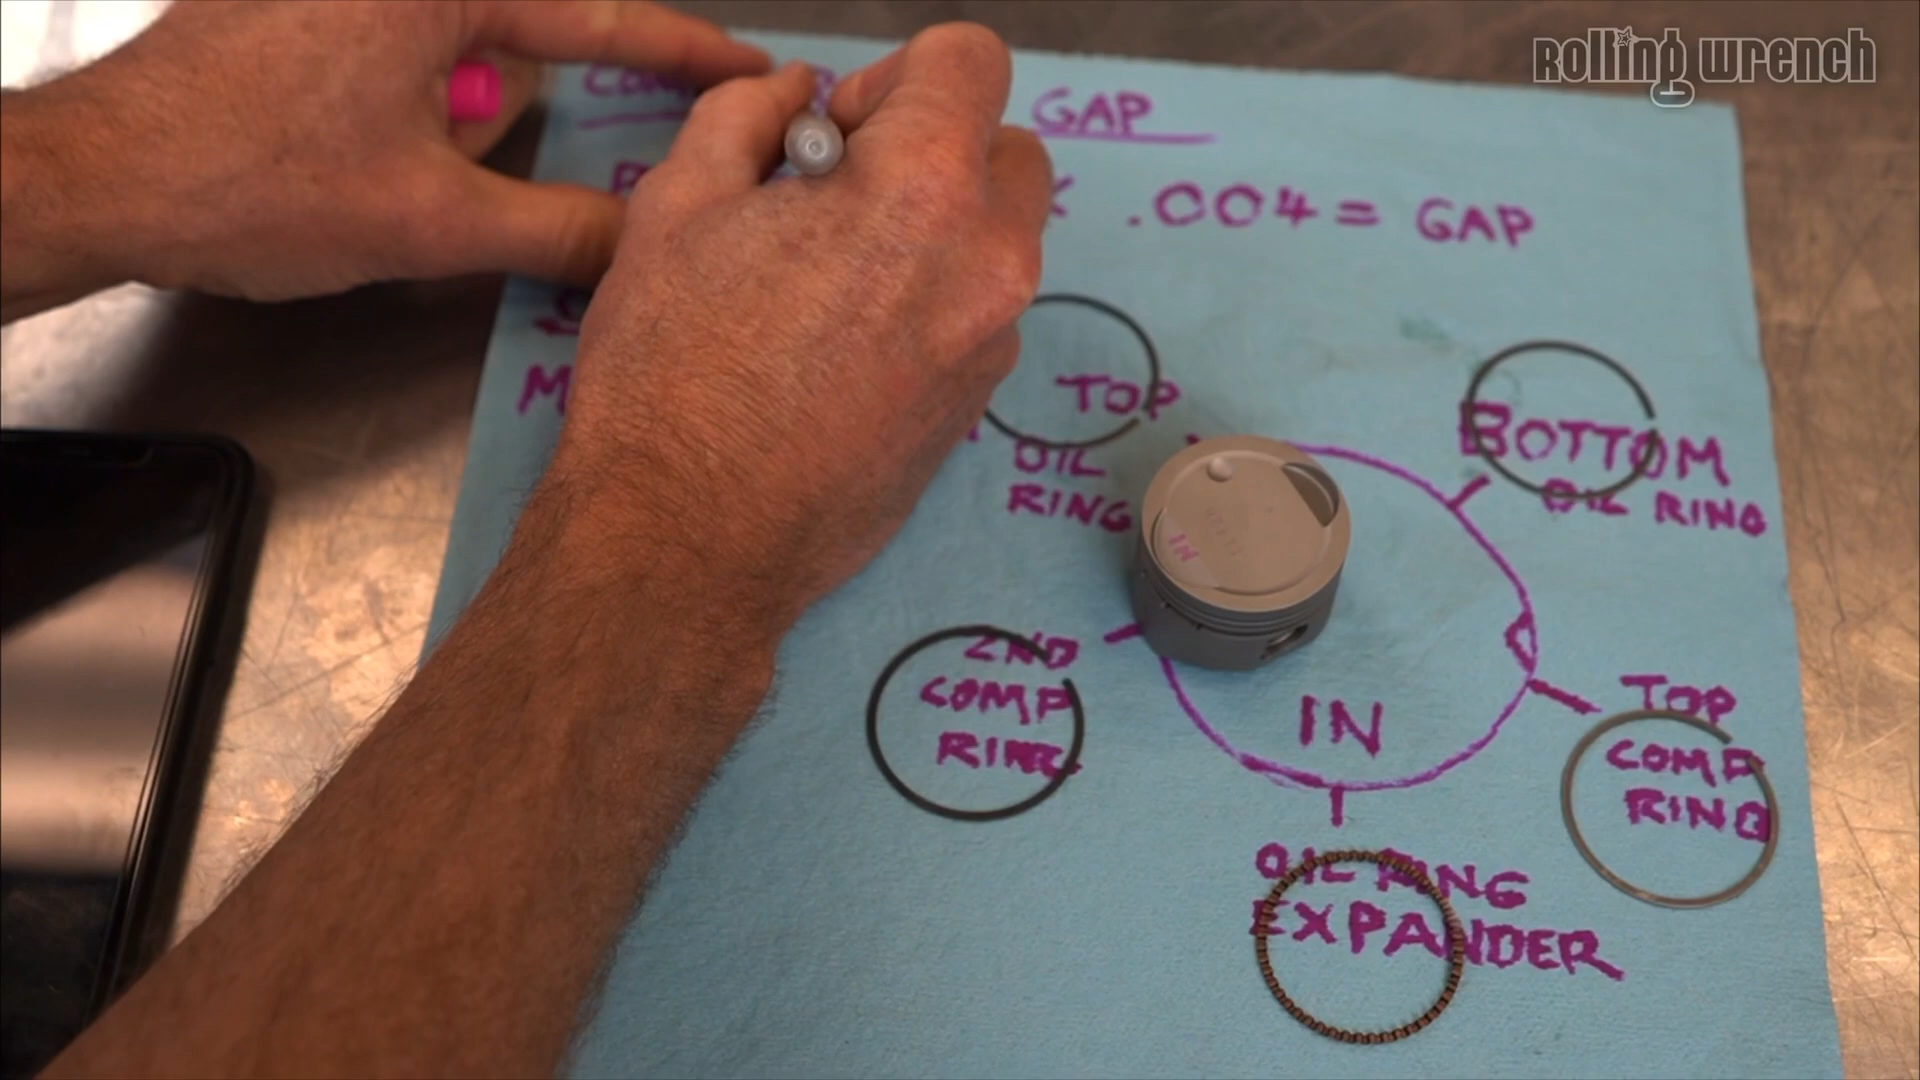 Rolling Wrench
GAP
X .004 = GAP
TOP
OIL
RING
BOTTOM
OIL RING
IN
2ND
COMP
RING
IN
TOP
COMP
RING
OIL RING
EXPANDER